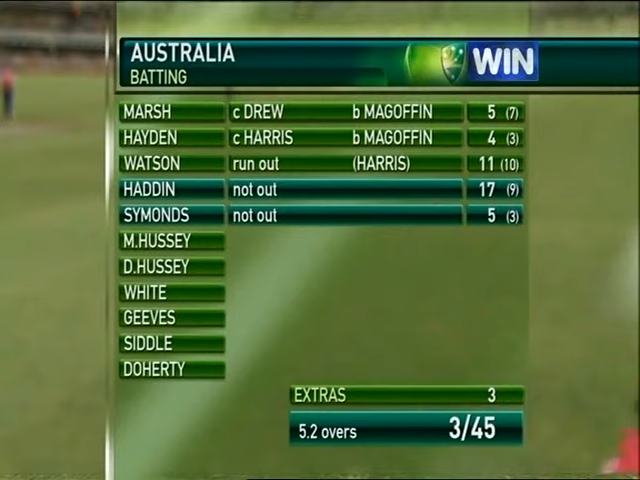 AUSTRALIA
BATTING
WIN
MARSH c DREW b MAGOFFIN 5 (7)
HAYDEN c HARRIS b MAGOFFIN 4 (3)
WATSON run out (HARRIS) 11 (10)
HADDIN not out 17 (9)
SYMONDS not out 5 (3)
M.HUSSEY
D.HUSSEY
WHITE
GEEVES
SIDDLE
DOHERTY
EXTRAS 3
5.2 overs 3/45